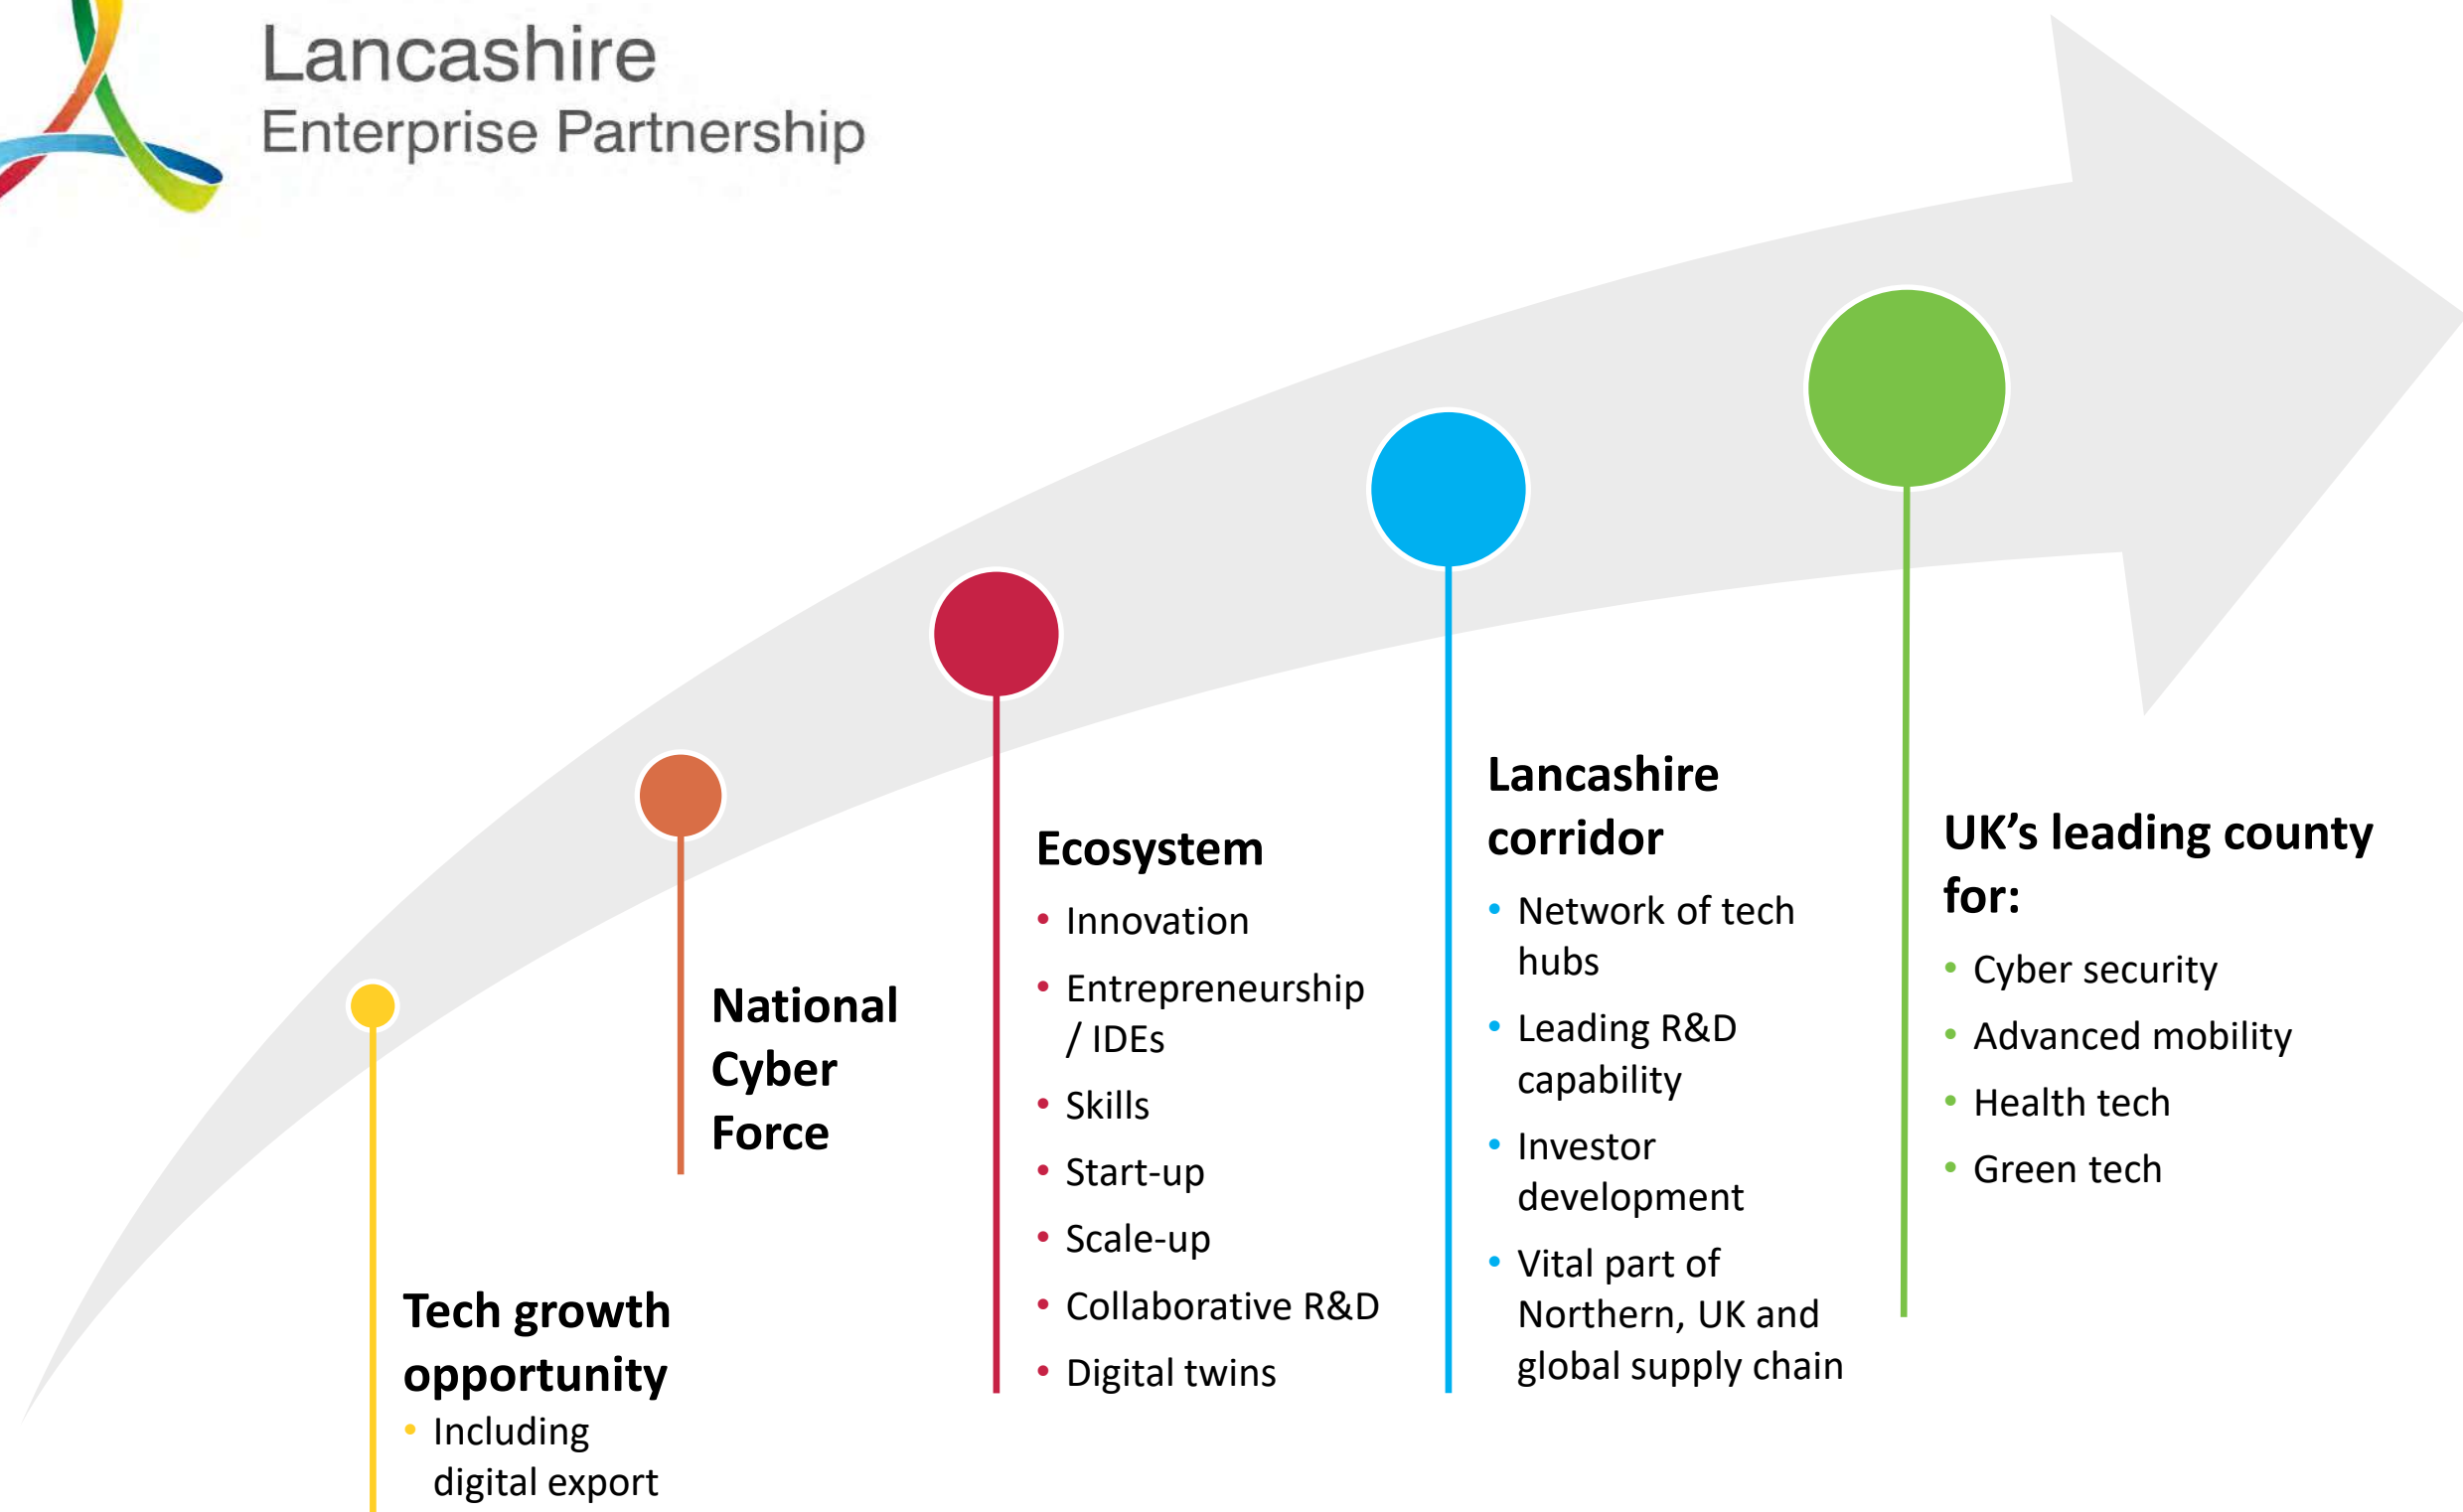 Lancashire
Enterprise Partnership
Tech growth
opportunity
• Including
digital export
National
Cyber
Force
Ecosystem
• Innovation
• Entrepreneurship
/ IDEs
• Skills
• Start-up
• Scale-up
• Collaborative R&D
• Digital twins
Lancashire
corridor
• Network of tech
hubs
• Leading R&D
capability
• Investor
development
• Vital part of
Northern, UK and
global supply chain
UK’s leading county
for:
• Cyber security
• Advanced mobility
• Health tech
• Green tech